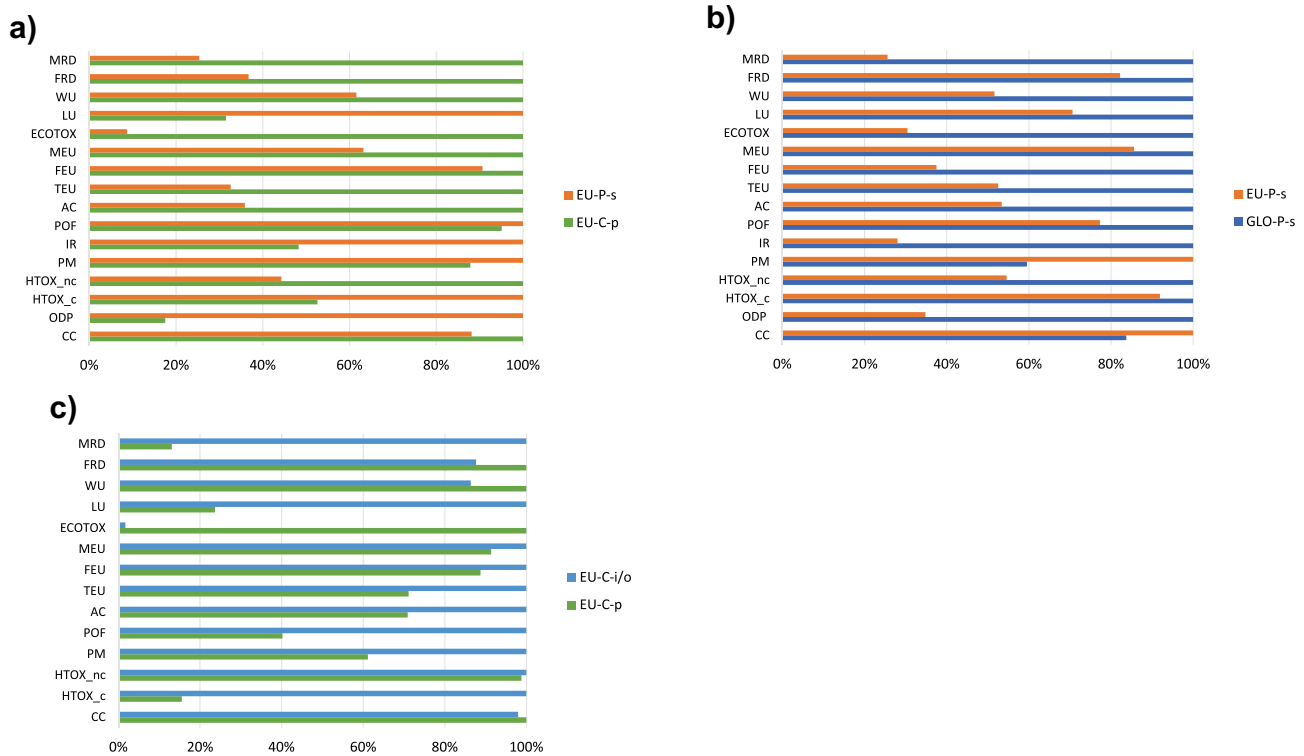 a)
MRD
FRD
WU
LU
ECOTOX
MEU
FEU
TEU
AC
POF
IR
PM
HTOX_nc
HTOX_c
ODP
CC
0% 20% 40% 60% 80% 100%
EU-P-s
EU-C-p
b)
MRD
FRD
WU
LU
ECOTOX
MEU
FEU
TEU
AC
POF
IR
PM
HTOX_nc
HTOX_c
ODP
CC
0% 20% 40% 60% 80% 100%
EU-P-s
GLO-P-s
c)
MRD
FRD
WU
LU
ECOTOX
MEU
FEU
TEU
AC
POF
PM
HTOX_nc
HTOX_c
CC
0% 20% 40% 60% 80% 100%
EU-C-i/o
EU-C-p